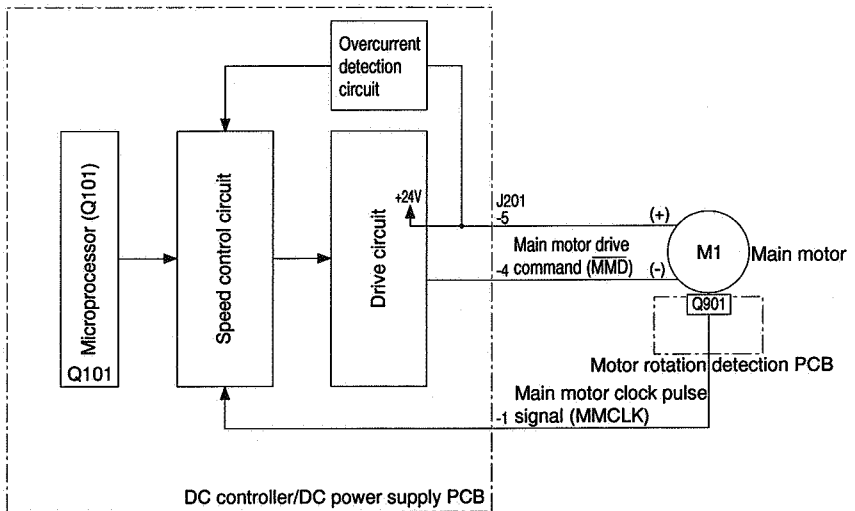 Overcurrent
detection
circuit
Microprocessor (Q101)
Q101
Speed control circuit
Drive circuit
+24V
J201
-5
(+)
Main motor drive
command (M̅M̅D̅)
-4
(-)
M1
Main motor
Q901
Motor rotation detection PCB
Main motor clock pulse
signal (MMCLK)
-1
DC controller/DC power supply PCB